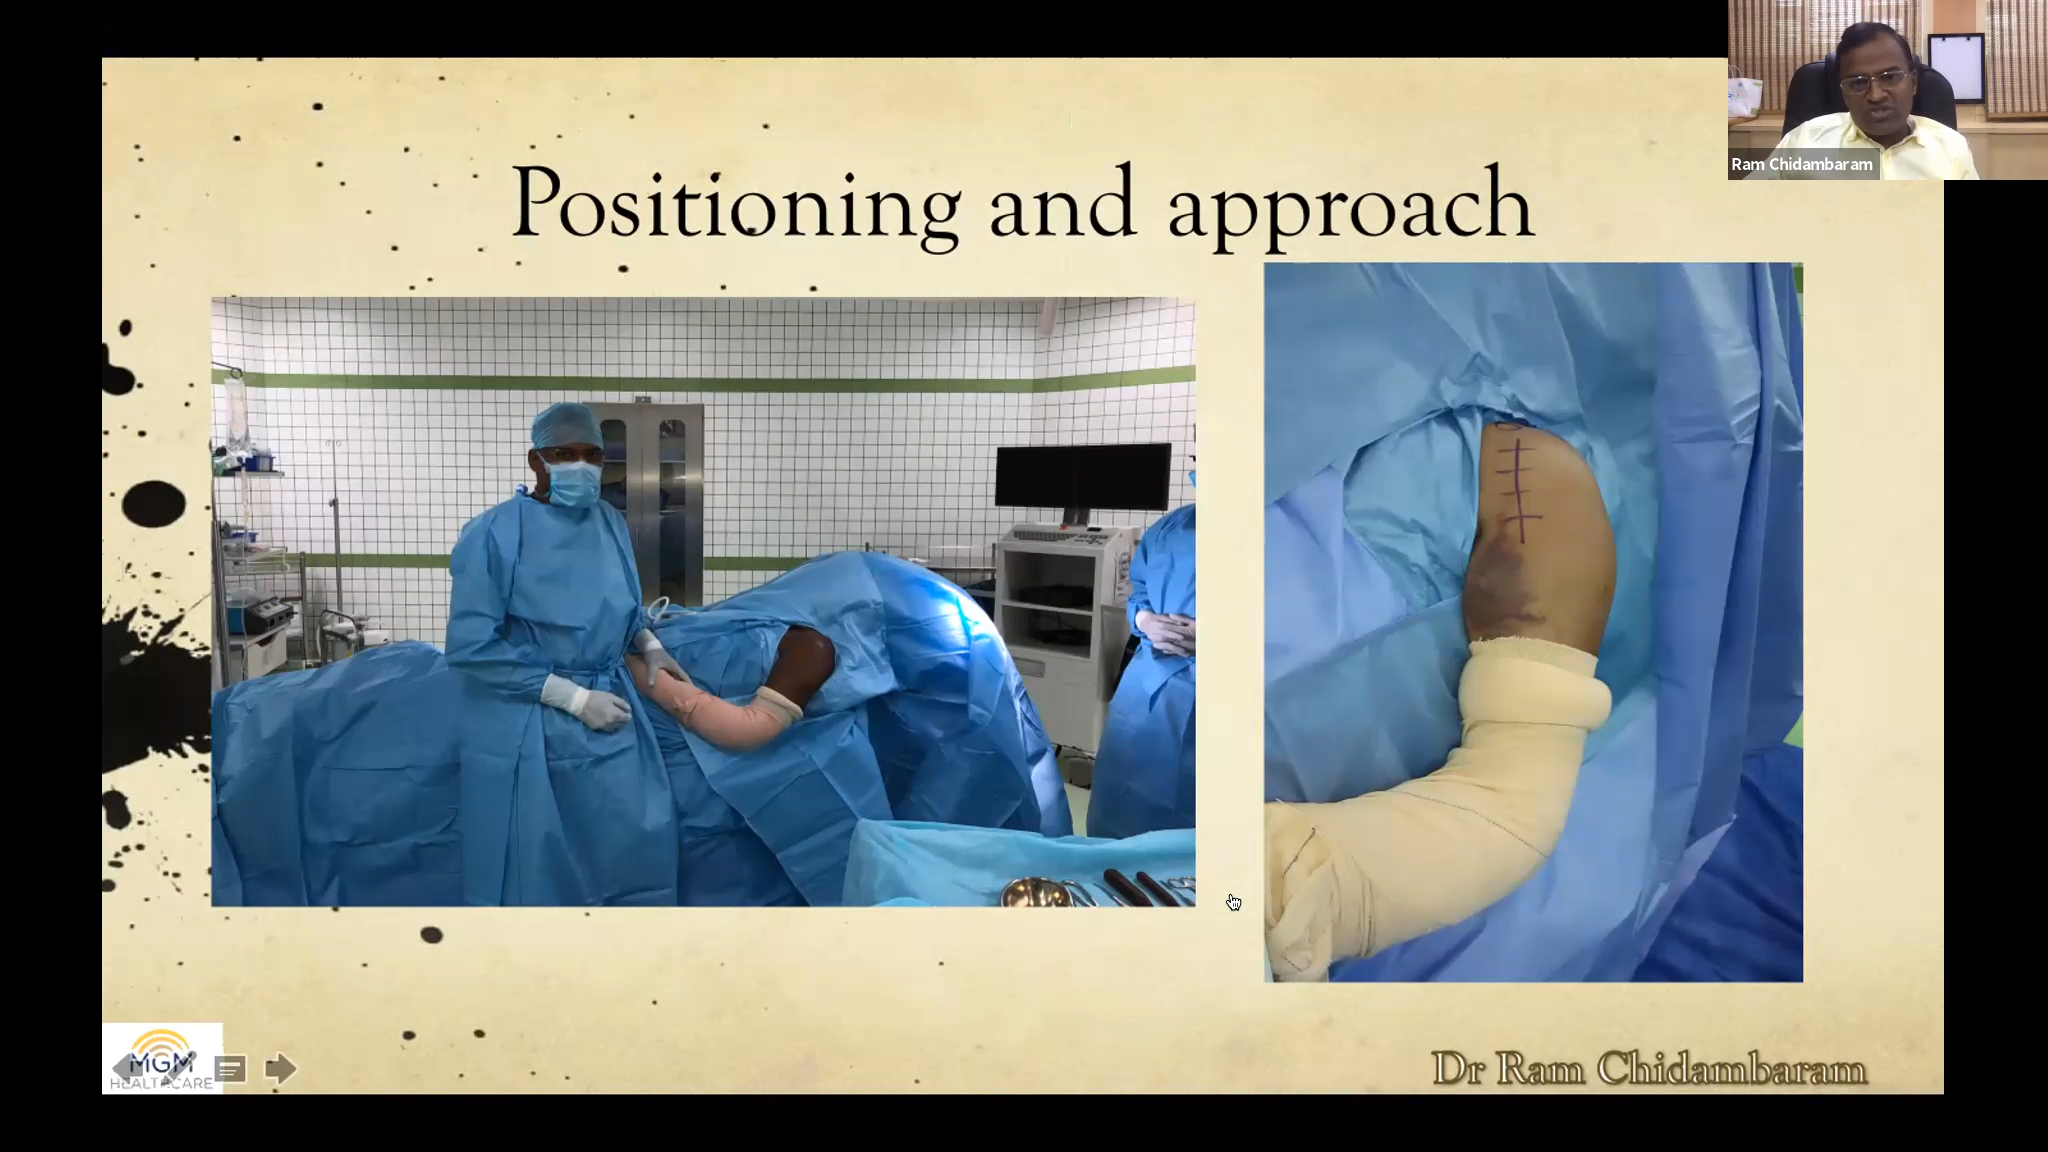 Ram Chidambaram
Positioning and approach
MGM
HEALTHCARE
Dr Ram Chidambaram